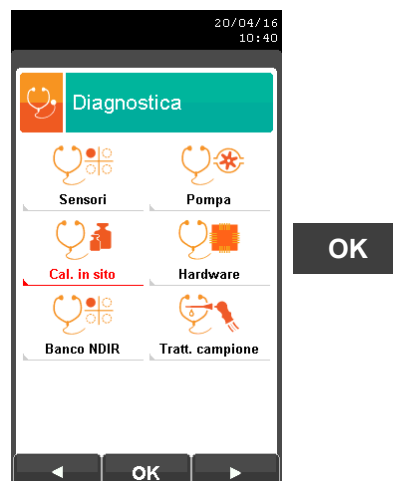 20/04/16
10:40
Diagnostica
Sensori
Pompa
Cal. in sito
Hardware
OK
Banco NDIR
Tratt. campione
OK